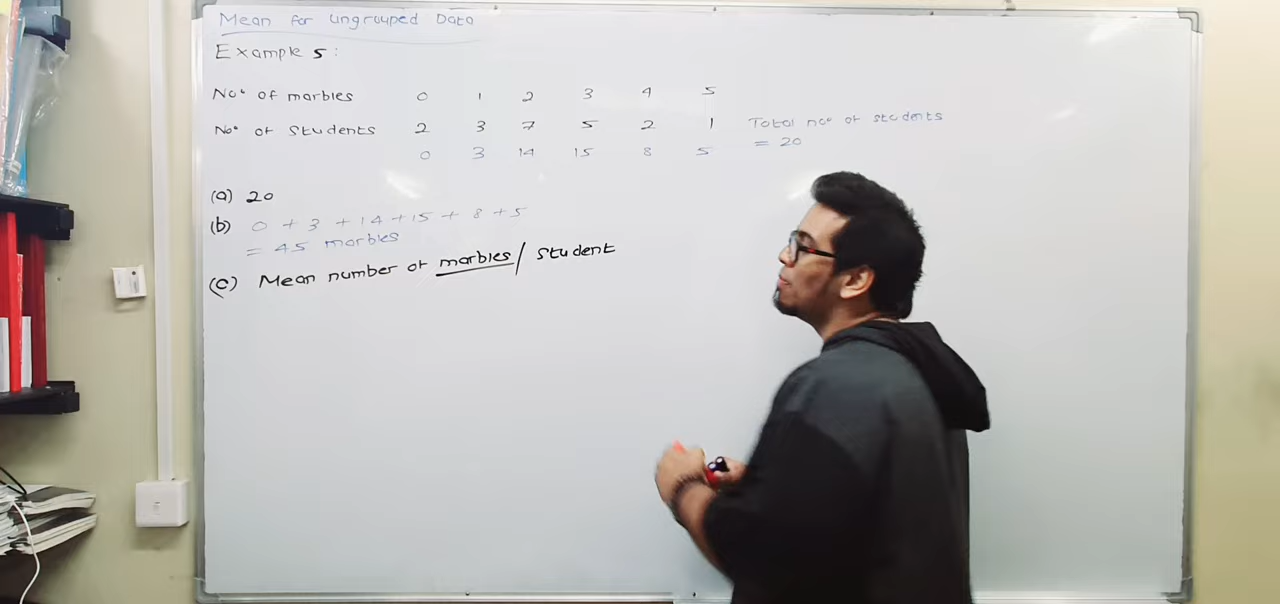 Mean for ungrouped Data
Example 5:
No. of marbles 0 1 2 3 4 5
No. of Students 2 3 7 5 2 1 Total no. of students
= 20
0 3 14 15 8 5
(a) 20
(b) 0 + 3 + 14 + 15 + 8 + 5
= 45 marbles
(c) Mean number of marbles / student